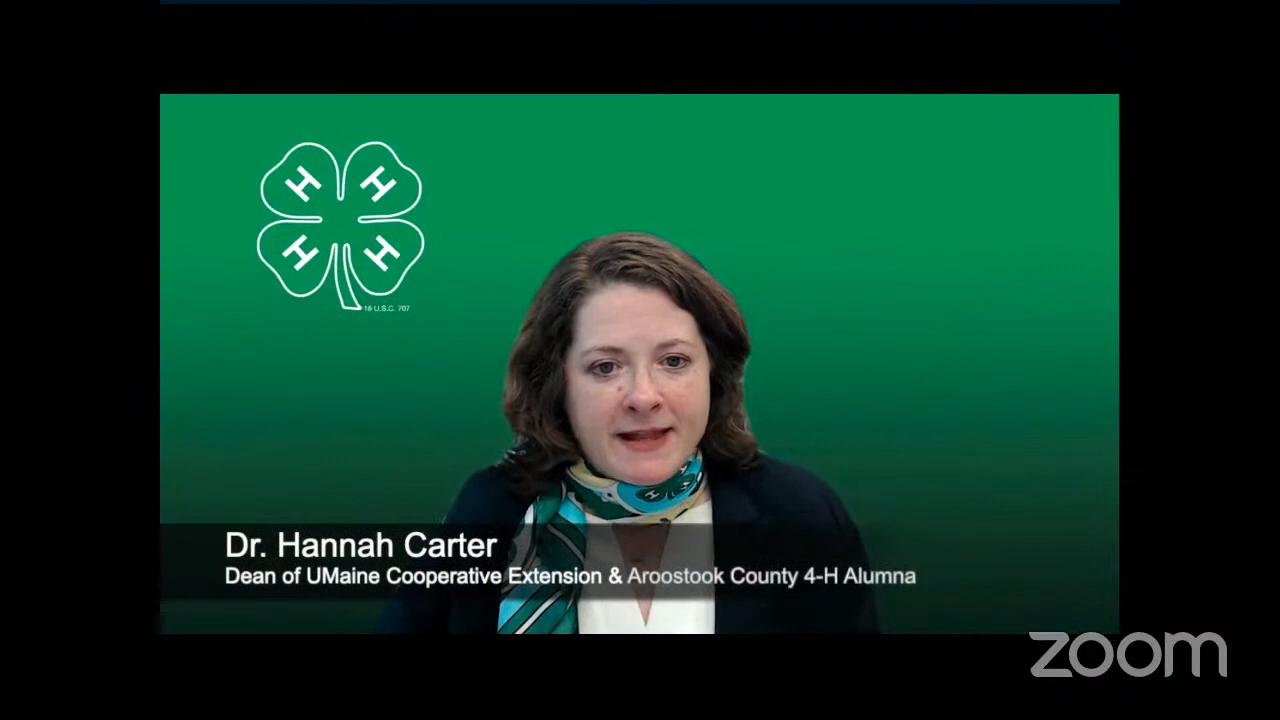 H H
H H
18 U.S.C. 707
Dr. Hannah Carter
Dean of UMaine Cooperative Extension & Aroostook County 4-H Alumna
zoom